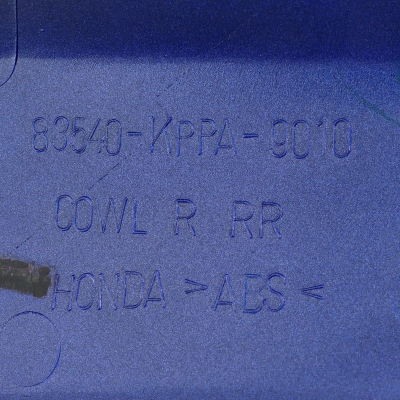 83540-KPPA-9010
COWL R RR
HONDA >ABS<